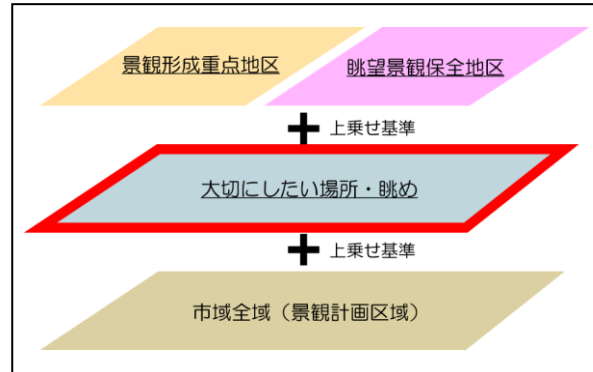 景観形成重点地区
眺望景観保全地区
上乗せ基準
大切にしたい場所・眺め
上乗せ基準
市域全域（景観計画区域）